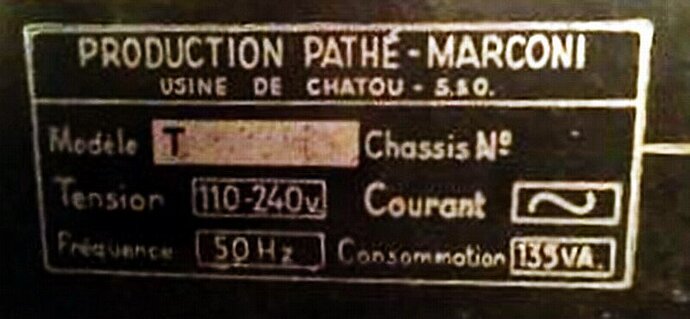 PRODUCTION PATHÉ-MARCONI
USINE DE CHATOU - S.&O.
Modèle T Chassis Nº
Tension 110-240v Courant ~
Fréquence 50 Hz Consommation 135VA.